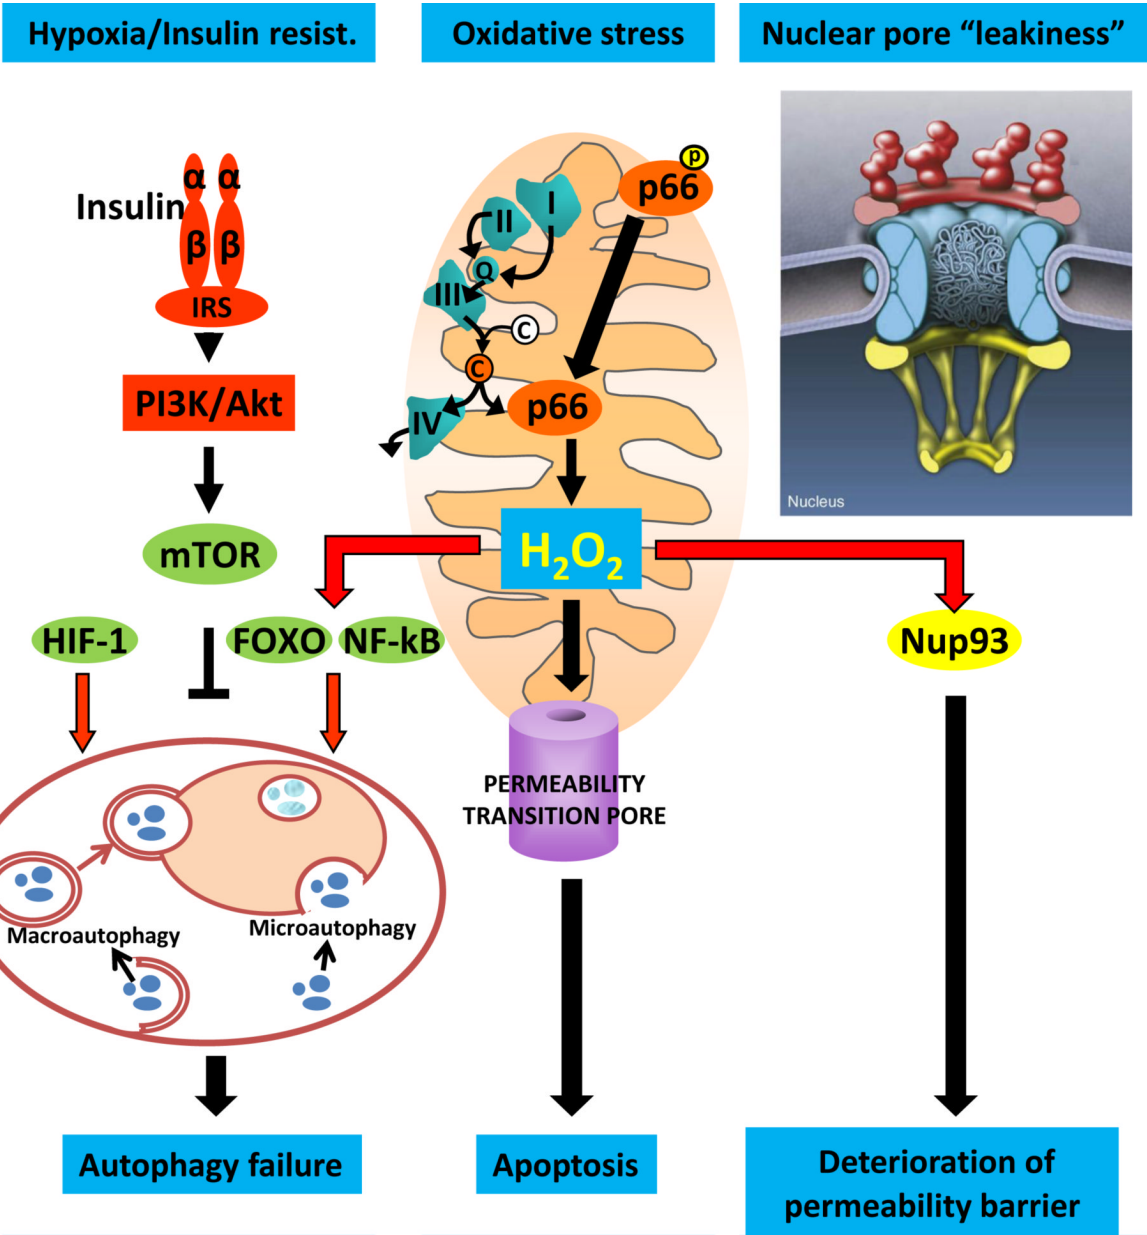 Hypoxia/Insulin resist.
Oxidative stress
Nuclear pore “leakiness”
α α
Insulin
β β
IRS
PI3K/Akt
mTOR
HIF-1
FOXO
NF-kB
Macroautophagy
Microautophagy
Autophagy failure
p
p66
I
II
Q
III
C
C
IV
p66
H₂O₂
PERMEABILITY
TRANSITION PORE
Apoptosis
Nucleus
Nup93
Deterioration of
permeability barrier